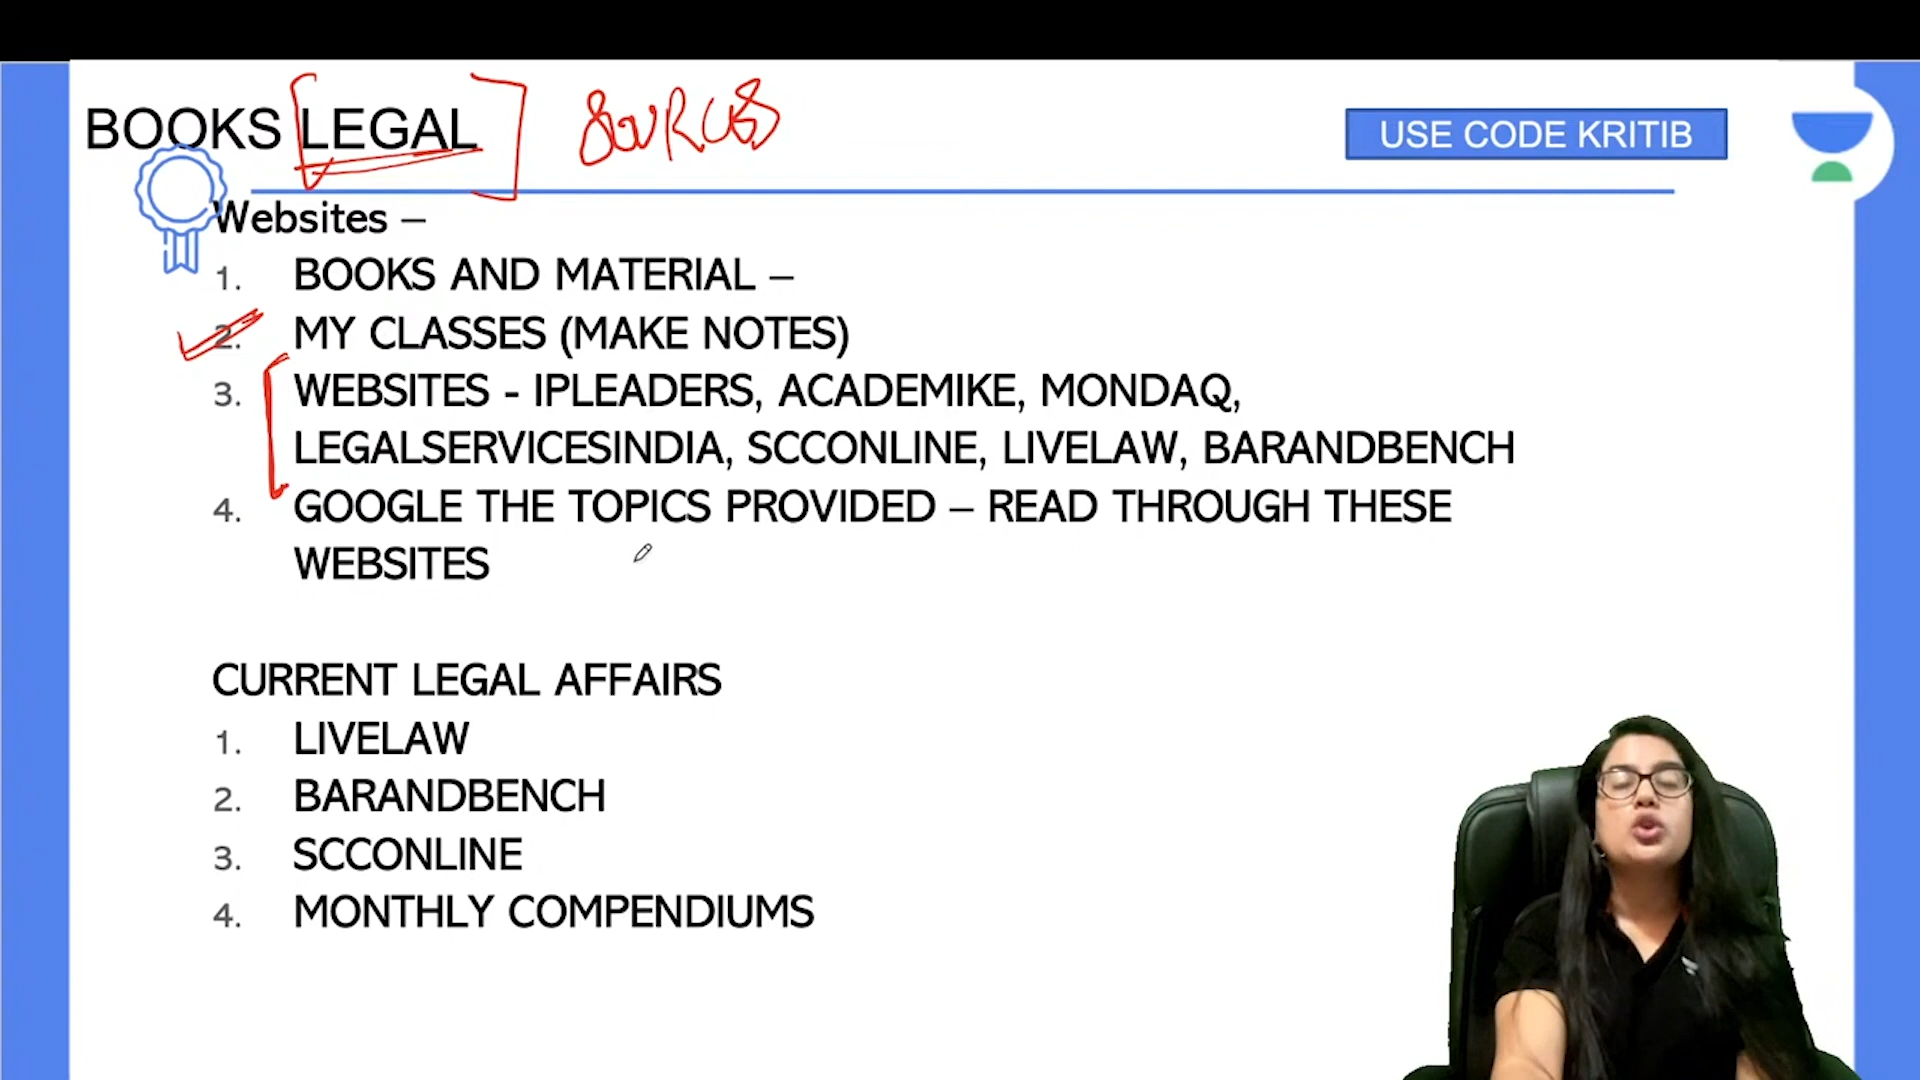 BOOKS LEGAL SOURCES
USE CODE KRITIB
Websites –
1. BOOKS AND MATERIAL –
2. MY CLASSES (MAKE NOTES)
3. WEBSITES - IPLEADERS, ACADEMIKE, MONDAQ,
LEGALSERVICESINDIA, SCCONLINE, LIVELAW, BARANDBENCH
4. GOOGLE THE TOPICS PROVIDED – READ THROUGH THESE
WEBSITES
CURRENT LEGAL AFFAIRS
1. LIVELAW
2. BARANDBENCH
3. SCCONLINE
4. MONTHLY COMPENDIUMS